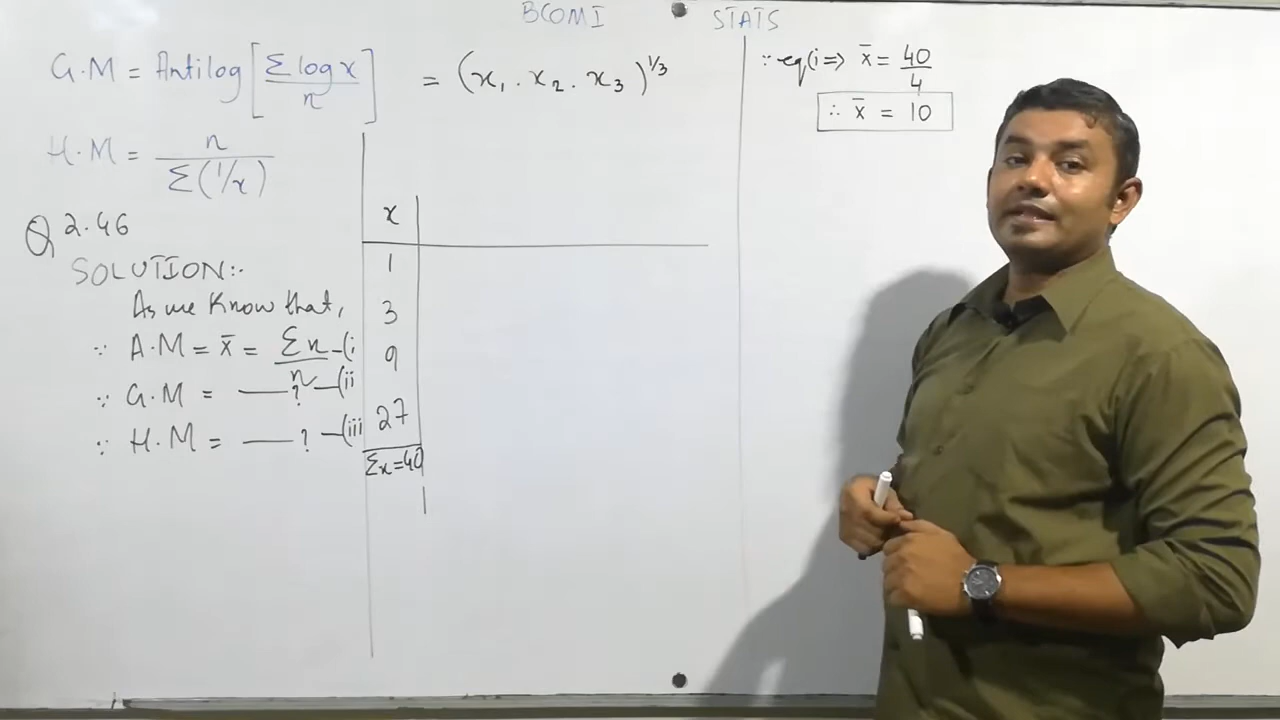 BCOM I • STATS
G.M = Antilog [Σ log x / n] = (x₁ . x₂ . x₃)^1/3
H.M = n / Σ(1/x)
Q 2.46
SOLUTION:-
As we know that,
∵ A.M = x̄ = Σx / n —(i
∵ G.M = —— ? —(ii
∵ H.M = —— ? —(iii
x
1
3
9
27
Σx=40
∵ eq(i ⇒ x̄ = 40 / 4
∴ x̄ = 10